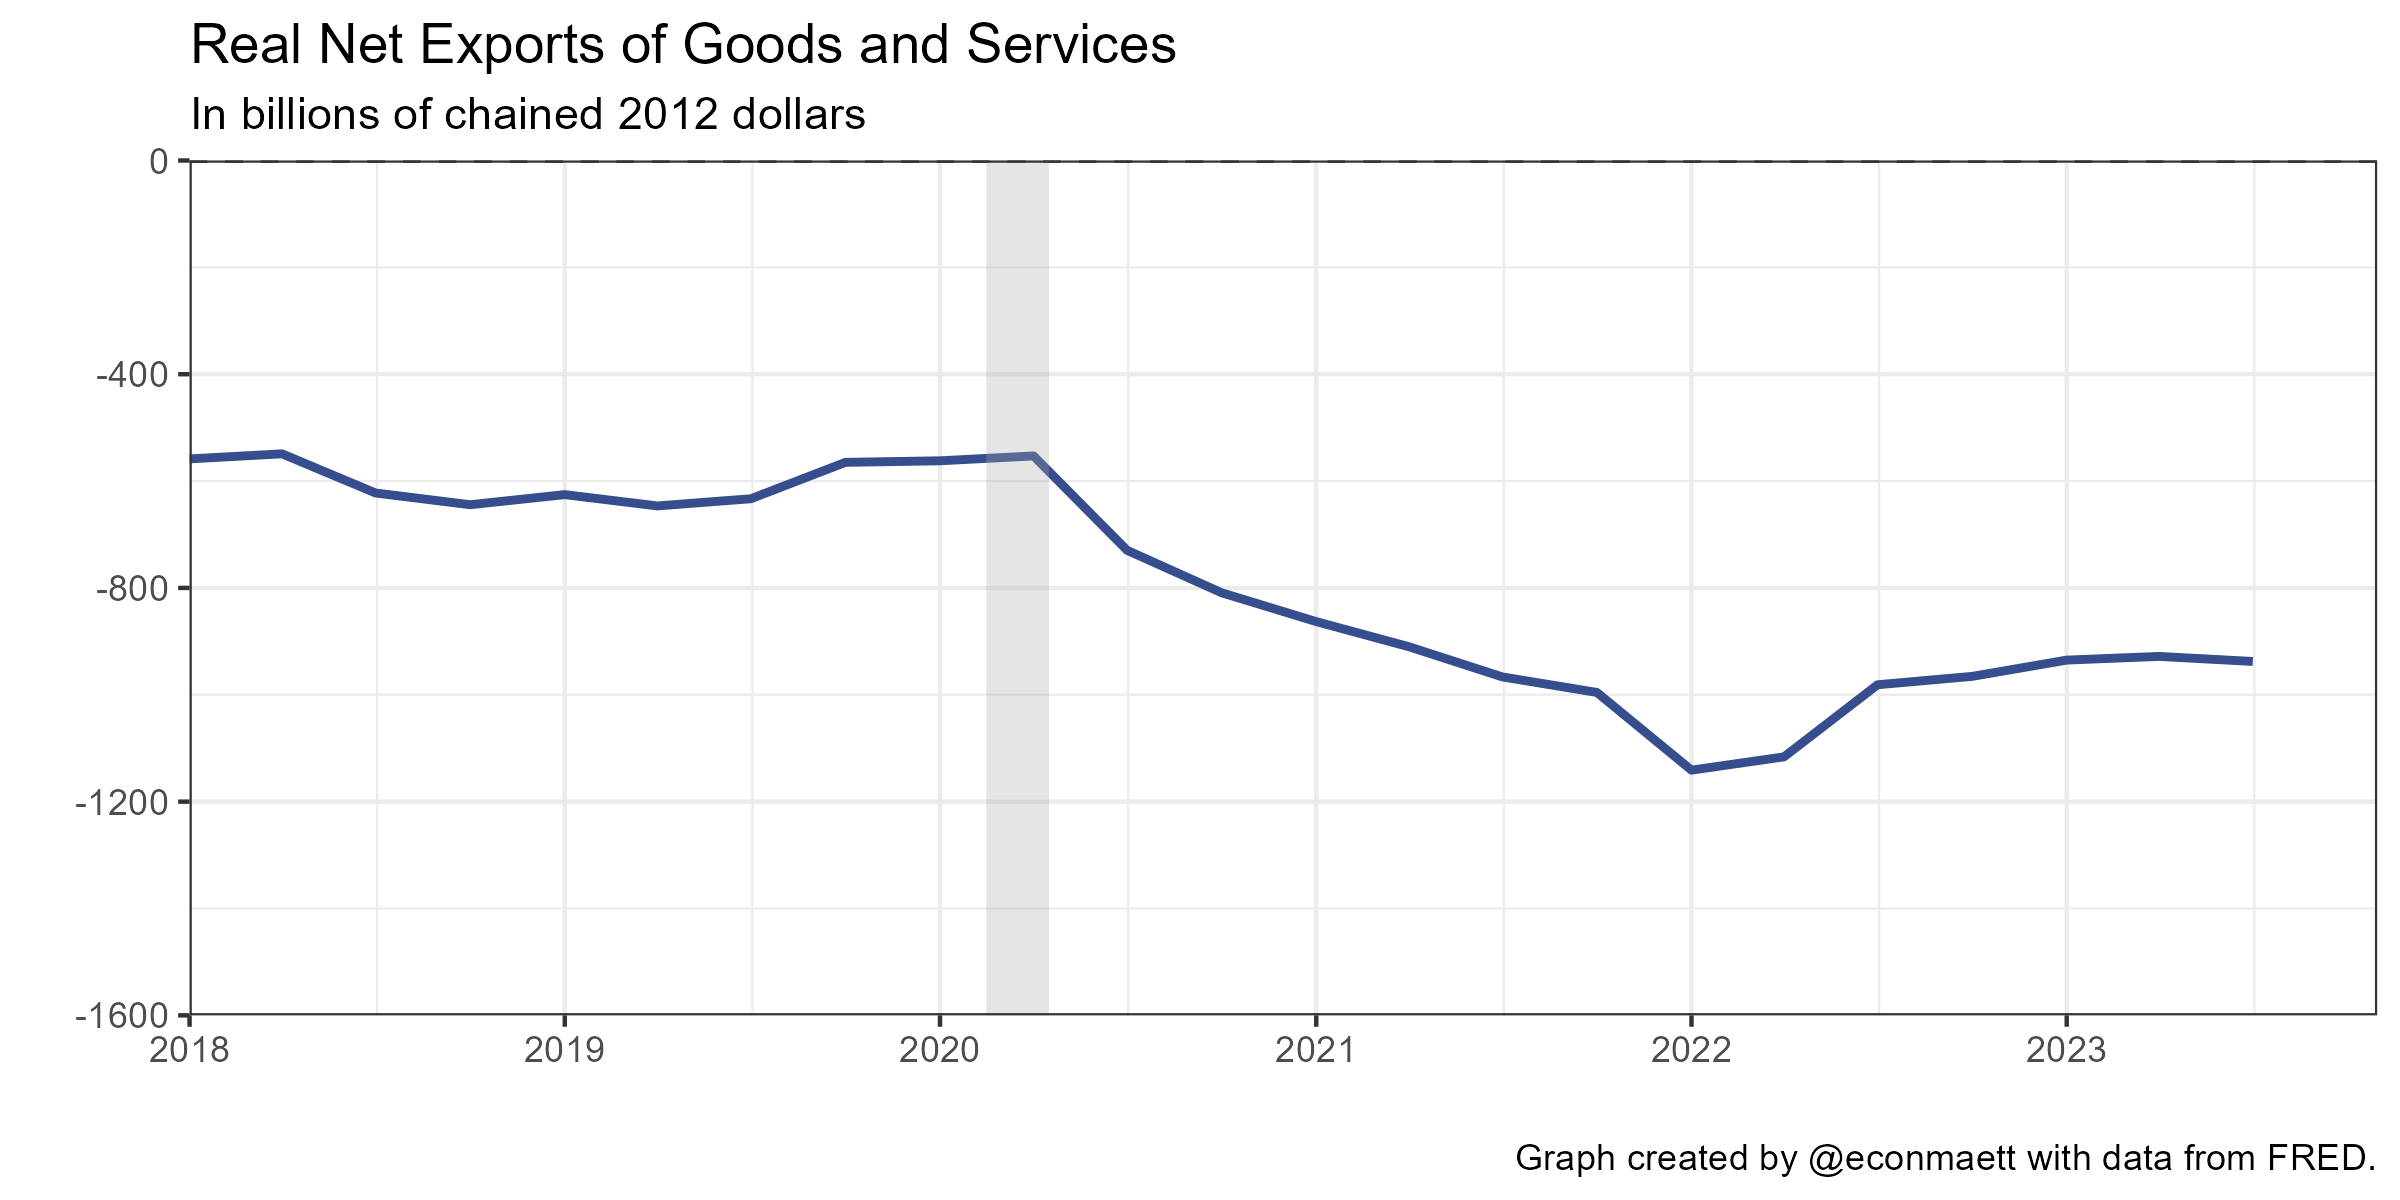 Real Net Exports of Goods and Services
In billions of chained 2012 dollars
0
-400
-800
-1200
-1600
2018 2019 2020 2021 2022 2023
Graph created by @econmaett with data from FRED.